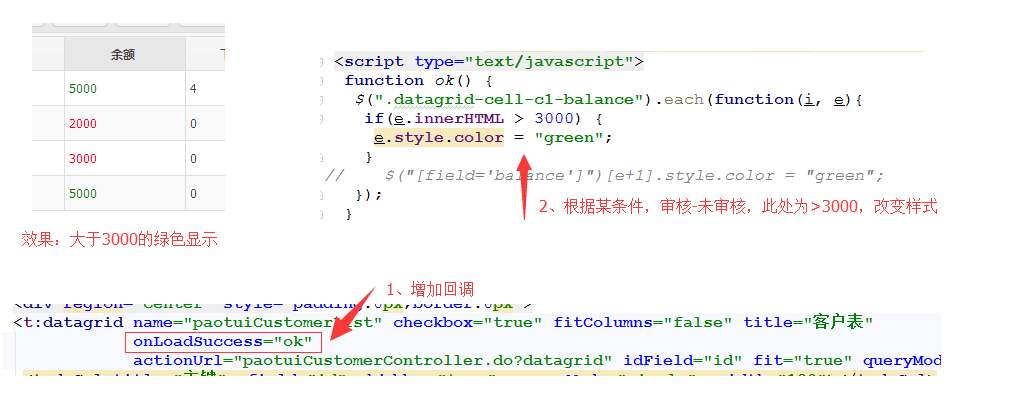 余额
5000 4
2000 0
3000 0
5000 0
效果：大于3000的绿色显示
<script type="text/javascript">
function ok() {
$(".datagrid-cell-c1-balance").each(function(i, e){
if(e.innerHTML > 3000) {
e.style.color = "green";
}
// $("[field='balance']")[e+1].style.color = "green";
});
}
2、根据某条件，审核-未审核，此处为>3000，改变样式
1、增加回调
<div region="center" style="padding:0px;border:0px">
<t:datagrid name="paotuiCustomerList" checkbox="true" fitColumns="false" title="客户表"
onLoadSuccess="ok"
actionUrl="paotuiCustomerController.do?datagrid" idField="id" fit="true" queryMod